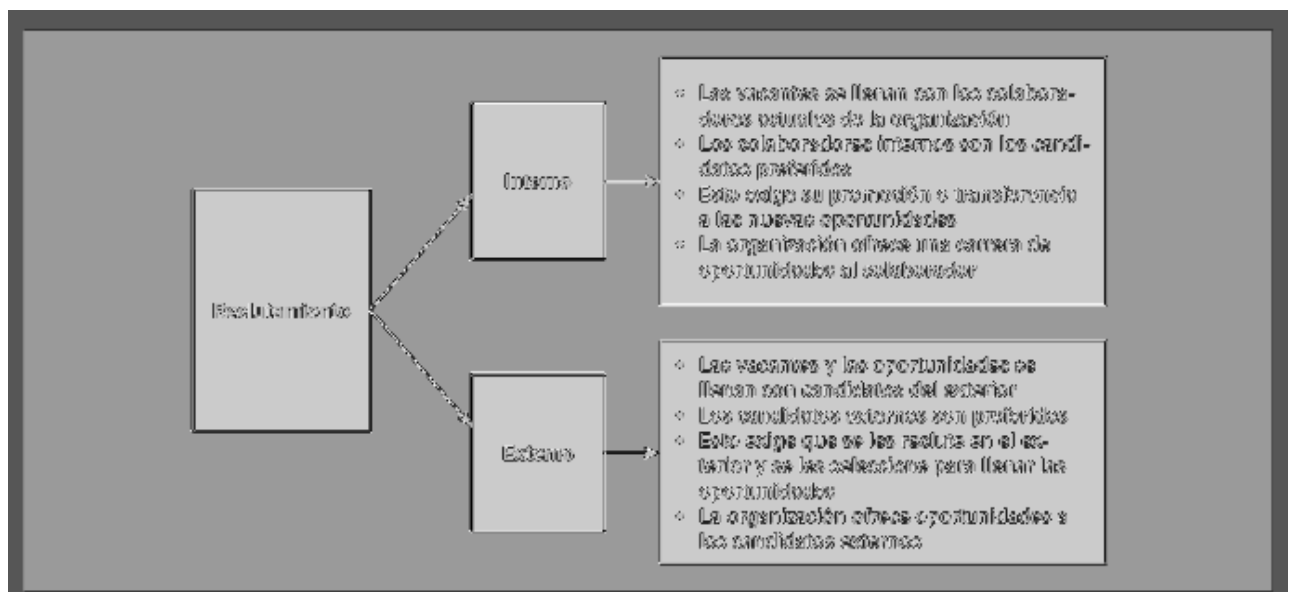 Reclutamiento
Interno
◦ Las vacantes se llenan con los colabora-
dores actuales de la organización
◦ Los colaboradores internos son los candi-
datos preferidos
◦ Esto exige su promoción o transferencia
a las nuevas oportunidades
◦ La organización ofrece una carrera de
oportunidades al colaborador
Externo
◦ Las vacantes y las oportunidades se
llenan con candidatos del exterior
◦ Los candidatos externos son preferidos
◦ Esto exige que se les reclute en el ex-
terior y se les seleccione para llenar las
oportunidades
◦ La organización ofrece oportunidades a
los candidatos externos